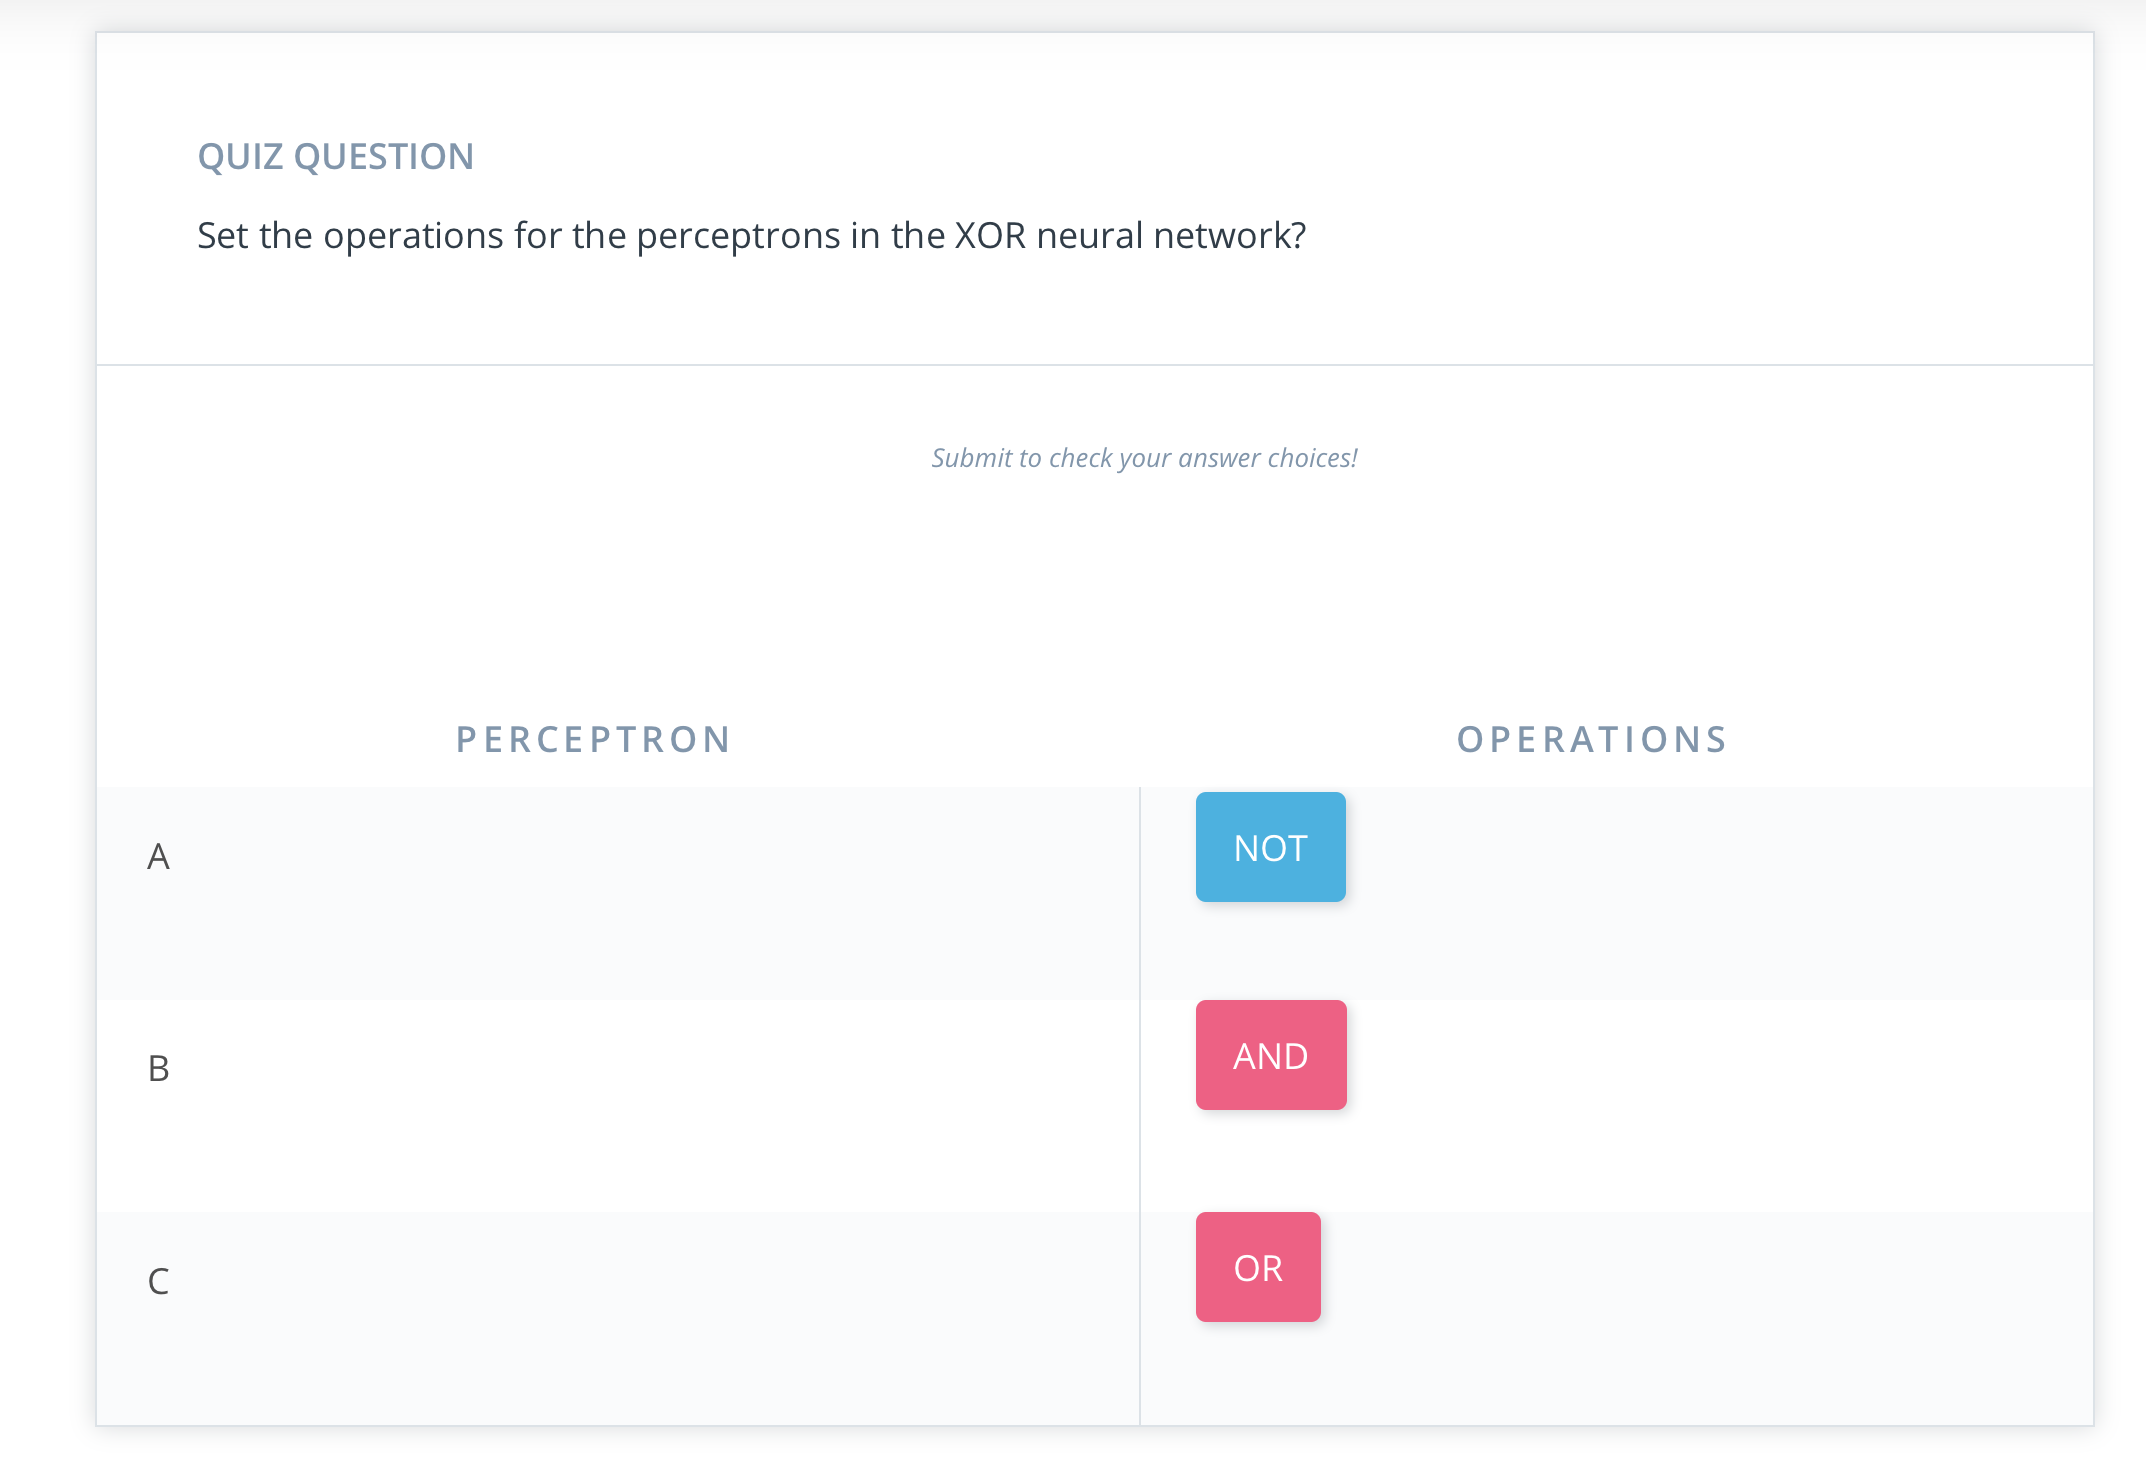 QUIZ QUESTION
Set the operations for the perceptrons in the XOR neural network?
Submit to check your answer choices!
PERCEPTRON OPERATIONS
A NOT
B AND
C OR